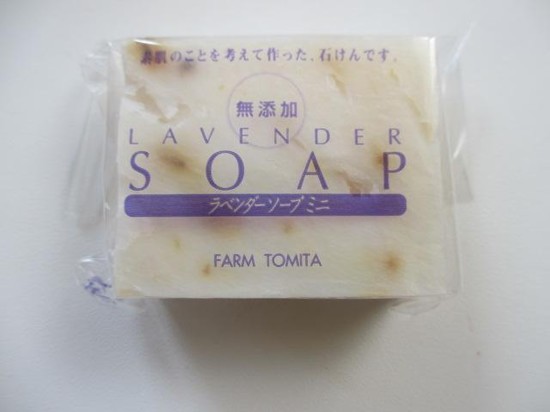 素肌のことを考えて作った、石けんです。
無添加
LAVENDER
SOAP
ラベンダーソープミニ
FARM TOMITA